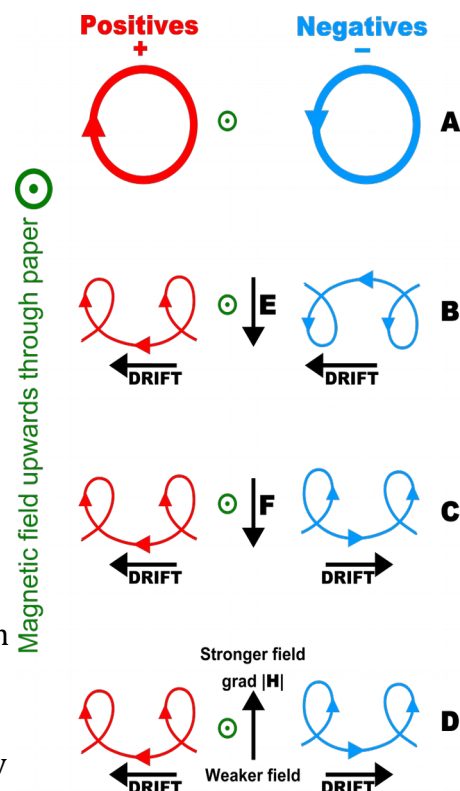 Positives
+
Negatives
−
A
Magnetic field upwards through paper
E
B
DRIFT
DRIFT
F
C
DRIFT
DRIFT
n
Stronger field
grad |H|
D
Weaker field
y
DRIFT
DRIFT